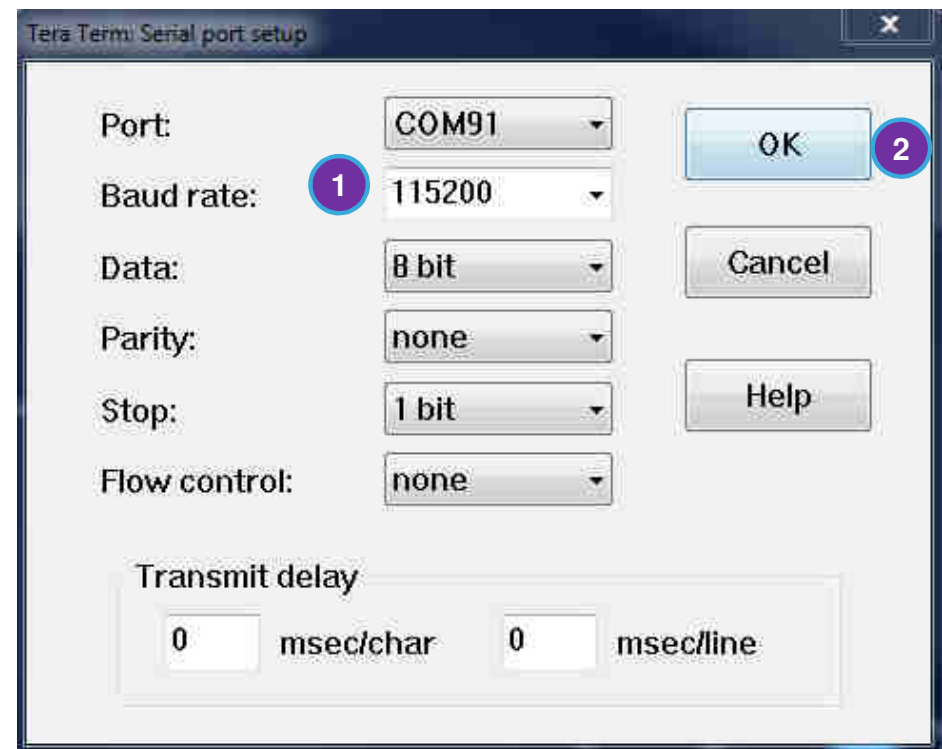 Tera Term: Serial port setup
Port: COM91
OK 2
Baud rate: 1 115200
Data: 8 bit
Cancel
Parity: none
Stop: 1 bit
Help
Flow control: none
Transmit delay
0 msec/char 0 msec/line